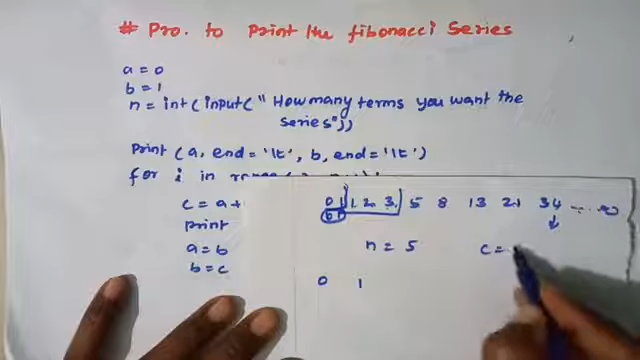 # Pro. to Print the fibonacci Series
a = 0
b = 1
n = int(input(" How many terms you want the
series"))
Print (a, end = '\t', b, end = '\t')
for i in
c = a +
print
a = b
b = c
0 1 1 2 3 5 8 13 21 34 ....
n = 5 c =
0 1